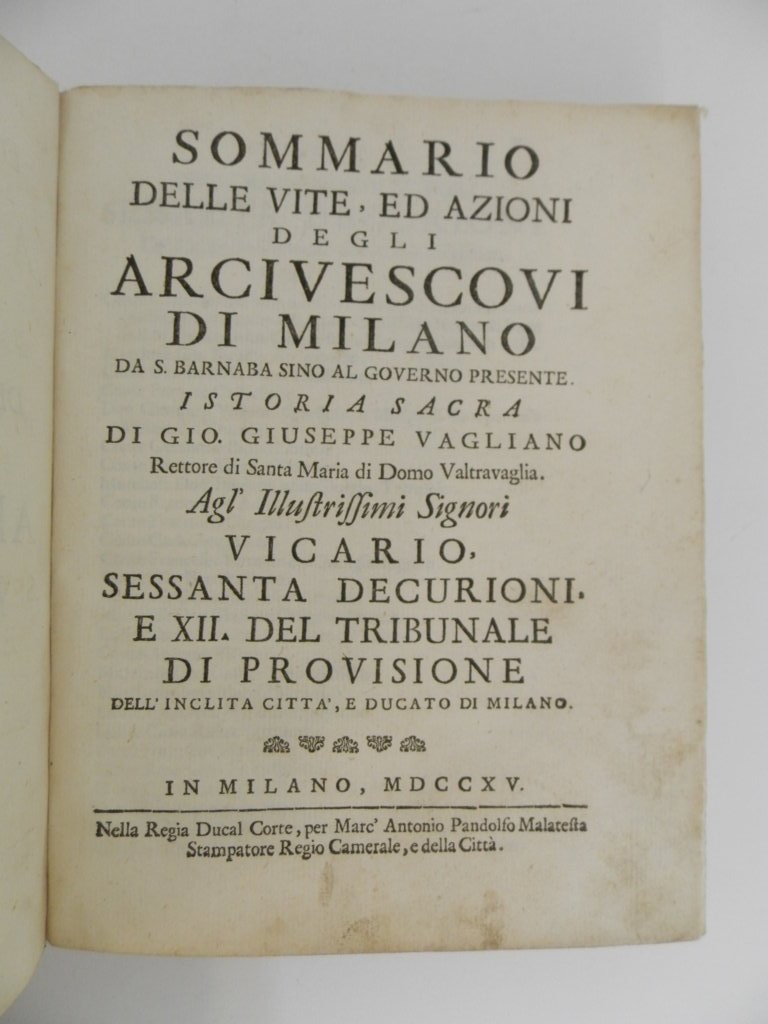 SOMMARIO
DELLE VITE, ED AZIONI
DEGLI
ARCIVESCOVI
DI MILANO
DA S. BARNABA SINO AL GOVERNO PRESENTE.
ISTORIA SACRA
DI GIO. GIUSEPPE VAGLIANO
Rettore di Santa Maria di Domo Valtravaglia.
Agl' Illuſtriſſimi Signori
VICARIO,
SESSANTA DECURIONI,
E XII. DEL TRIBUNALE
DI PROVISIONE
DELL' INCLITA CITTA', E DUCATO DI MILANO.
IN MILANO, MDCCXV.
Nella Regia Ducal Corte, per Marc' Antonio Pandolfo Malateſta
Stampatore Regio Camerale, e della Città.